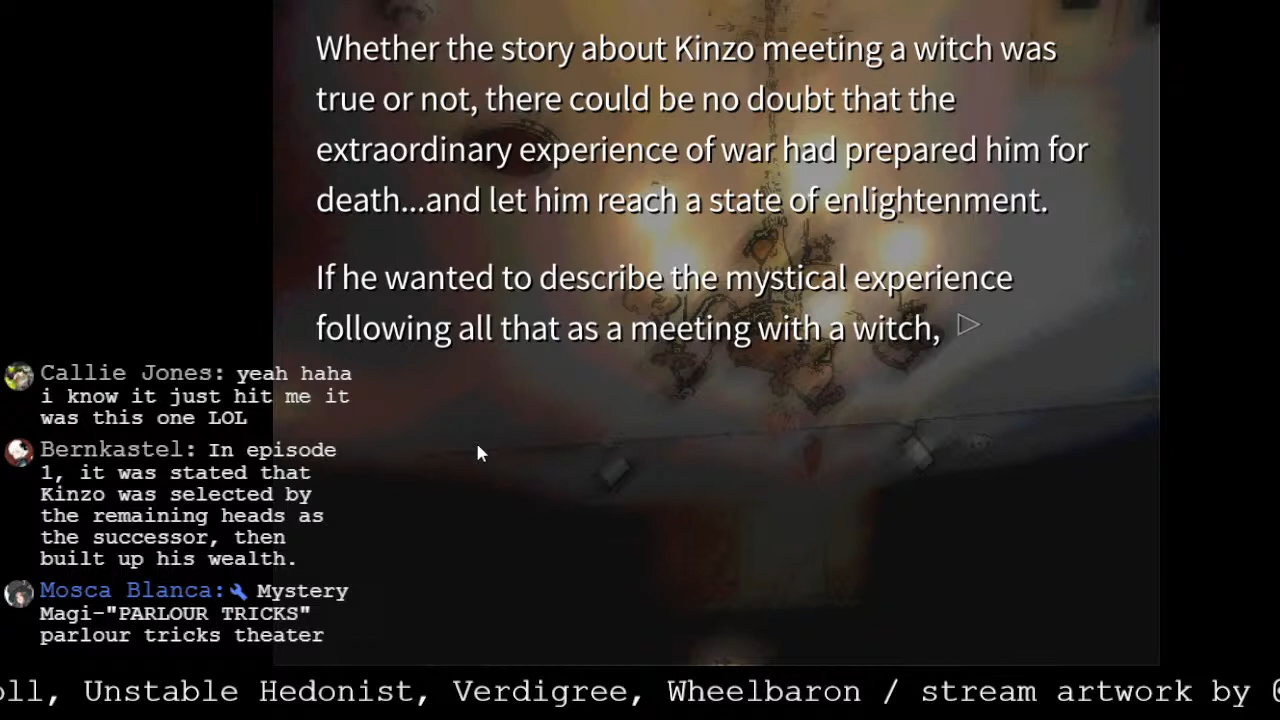 Whether the story about Kinzo meeting a witch was
true or not, there could be no doubt that the
extraordinary experience of war had prepared him for
death...and let him reach a state of enlightenment.
If he wanted to describe the mystical experience
following all that as a meeting with a witch,
Callie Jones: yeah haha
i know it just hit me it
was this one LOL
Bernkastel: In episode
1, it was stated that
Kinzo was selected by
the remaining heads as
the successor, then
built up his wealth.
Mosca Blanca: Mystery
Magi-"PARLOUR TRICKS"
parlour tricks theater
oll, Unstable Hedonist, Verdigree, Wheelbaron / stream artwork by